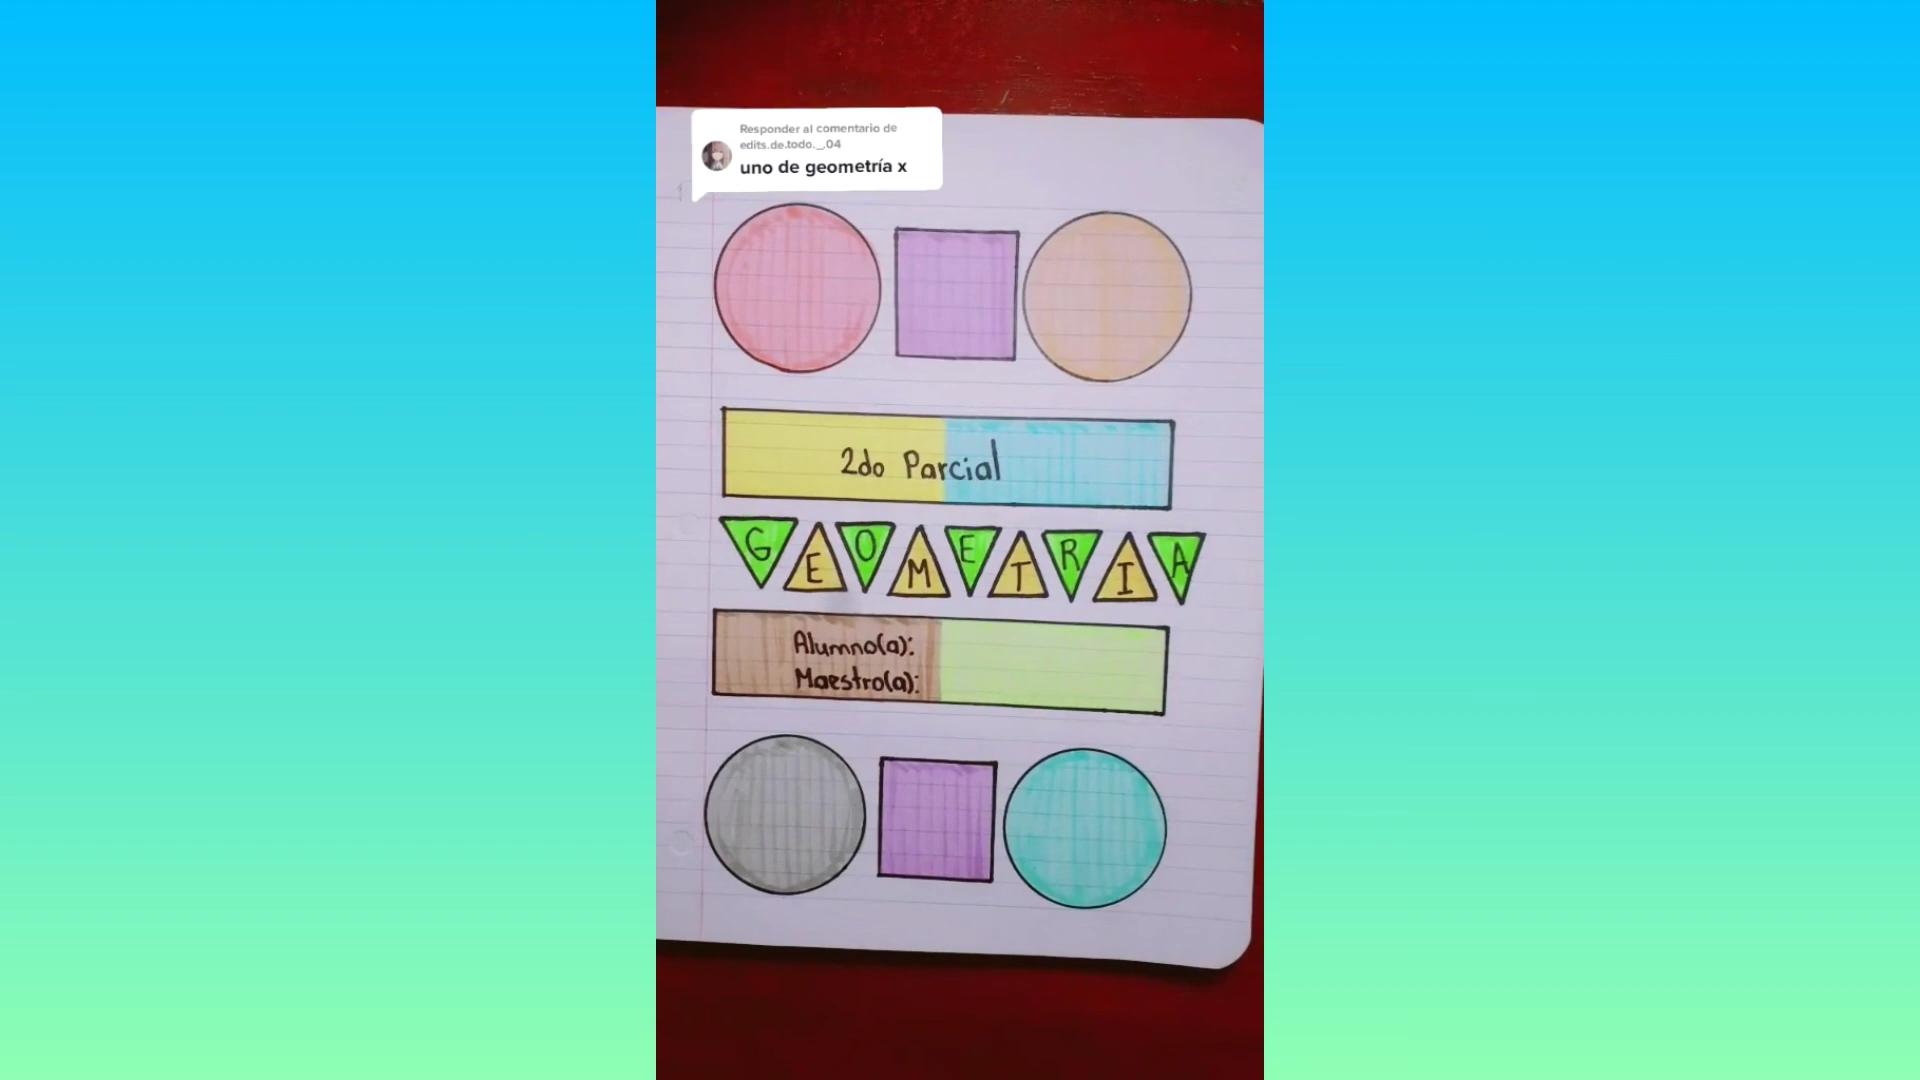 Responder al comentario de
edits.de.todo._.04
uno de geometría x
2do Parcial
GEOMETRIA
Alumno(a):
Maestro(a):